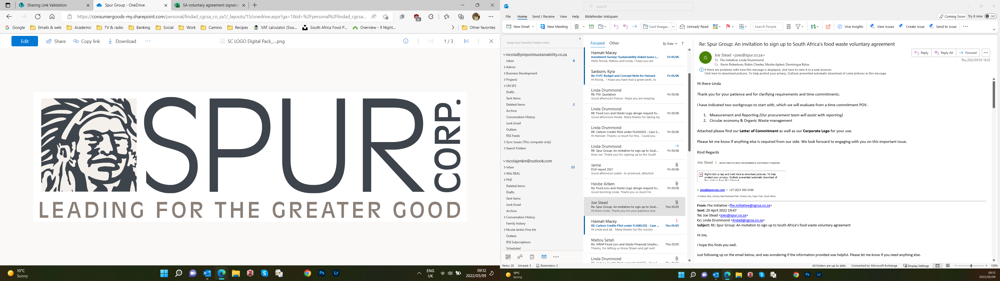 Sharing Link Validation
Spur Group - OneDrive
SA voluntary agreement signato
https://consumergoods-my.sharepoint.com/personal/lindad_cgcsa_co_za1/_layouts/15/onedrive.aspx?ga=1&id=%2Fpersonal%2Flindad_cgcsa...
26
Google
Emails & web
Academic
TV & radio
Banking
Social
Work
Camino
Recipes
VAT calculator (Sou...
South Africa Food P...
Overview - 9 Night...
Other favorites
Edit
Share
Copy link
Download
SC LOGO Digital Pack_....png
1 / 3
SPUR CORP.
LEADING FOR THE GREATER GOOD
10°C
Sunny
ENG
UK
09:12
2022/05/09
Search
File
Home
Send / Receive
View
Help
Bitdefender Antispam
Coming Soon
Try it now
Off
New Email
New Meeting
Cecil Vinegar...
Unread/ Read
Search People
Viva Insights
View issues
Create issue
Send to issue
Drag Your Favorite Folders Here
nicola@pinpointsustainability.co.za
Inbox 8
Admin
Business Development
Projects
UN SFS
Drafts
Sent Items
Deleted Items 2
Archive
Conversation History
Junk Email
Outbox
RSS Feeds
Sync Issues (This computer only)
Search Folders
nicolajenkin@outlook.com
Inbox 23
Wits REAL
PhD
Deleted Items
Drafts
Sent Items
Junk Email
Archive
Conversation History
Family history
Nicola Jenkin Fine Art
Outbox
RSS Subscriptions
Scheduled
Focused
Other
By Date
Hannah Macey
Investment Survey/ Sustainability-linked loans c... Fri 05/06
Hello Nicola, Matlou and Linda, I hope you are
Sanborn, Kyra
Re: FLPC Budget and Concept Note for Harvard Fri 05/06
Hi Nicola, I hope you have had a great week. As
Linda Drummond
RE: FW: Quotation Fri 05/06
Good afternoon Francis Hope you are keeping
Linda Drummond
RE: Food Loss and Waste Logo design request fo... Fri 05/06
Good afternoon Heidie Many thanks for taking my
Linda Drummond
RE: Carbon Credits Pilot under FLAWLESS - Case S... Fri 05/06
Hi Hannah Thanks so much for this. Could you
Linda Drummond
RE: Spur Group: An invitation to sign up to Sout... Fri 05/06
Dear Joe Thank you for signing up to the South
Jamie
FLW report 2021 Fri 05/06
Good afternoon Ladies As promised, attached
Heidie Aitken
Re: Food Loss and Waste Logo design request fo... Fri 05/06
Good morning Linda Thank you so much for
Joe Stead
Re: Spur Group: An invitation to sign up to Sout... Thu 05/05
Hi there Linda Thank you for your patience and
Hannah Macey
RE: Carbon Credits Pilot under FLAWLESS - Case ... Thu 05/05
Hi Linda and all, Many thanks for the session
Matlou Setati
Re: WRAP Food Loss and Waste Financial Solutio... Thu 05/05
Thanks, for letting us Know Stiaan and get well
Linda Drummond
Re: Spur Group: An invitation to sign up to South Africa's food waste voluntary agreement
JS
Joe Stead <joes@spur.co.za>
To Flw Initiative; Linda Drummond
Cc Kevin Robertson; Robin Charles; Moshe Apleni; Dominique Bolus
Reply
Reply All
Forward
Thu 2022/05/05 18:33
If there are problems with how this message is displayed, click here to view it in a web browser.
Click here to download pictures. To help protect your privacy, Outlook prevented automatic download of some pictures in this message.
Hi there Linda
Thank you for your patience and for clarifying requirements and time commitments.
I have indicated two workgroups to start with, which we will evaluate from a time commitment POV.
1. Measurement and Reporting (Our procurement team will assist with reporting)
2. Circular economy & Organic Waste management
Attached please find our Letter of Commitment as well as our Corporate Logo for your use.
Please let me know if anything else is required from our side. We look forward to engaging with you on this important issue.
Kind Regards
Joe Stead | GROUP CREATIVE HEAD | ENVIRONMENTAL SUSTAINABILITY MANAGER
Right-click or tap and hold here to download pictures. To help
protect your privacy, Outlook prevented automatic download of
this picture from the Internet.
E joes@spurcorp.com T +27 (0)21 555 5100
14 Edison Way, Century Gate Business Park, Century City, Cape Town, South Africa
From: Flw Initiative <flw.initiative@cgcsa.co.za>
Sent: 20 April 2022 19:47
To: Joe Stead <joes@spur.co.za>
Cc: Linda Drummond <lindad@cgcsa.co.za>
Subject: RE: Spur Group: An invitation to sign up to South Africa's food waste voluntary agreement
Hi Joe,
I hope this finds you well.
Just following up on the email below, and was wondering if the information provided was helpful. Please let me know if you need anything else.
Items: 28
Unread: 5
Reminders: 2
All folders are up to date.
Connected to: Microsoft Exchange
Display Settings
100%
10°C
Sunny
09:12
2022/05/09